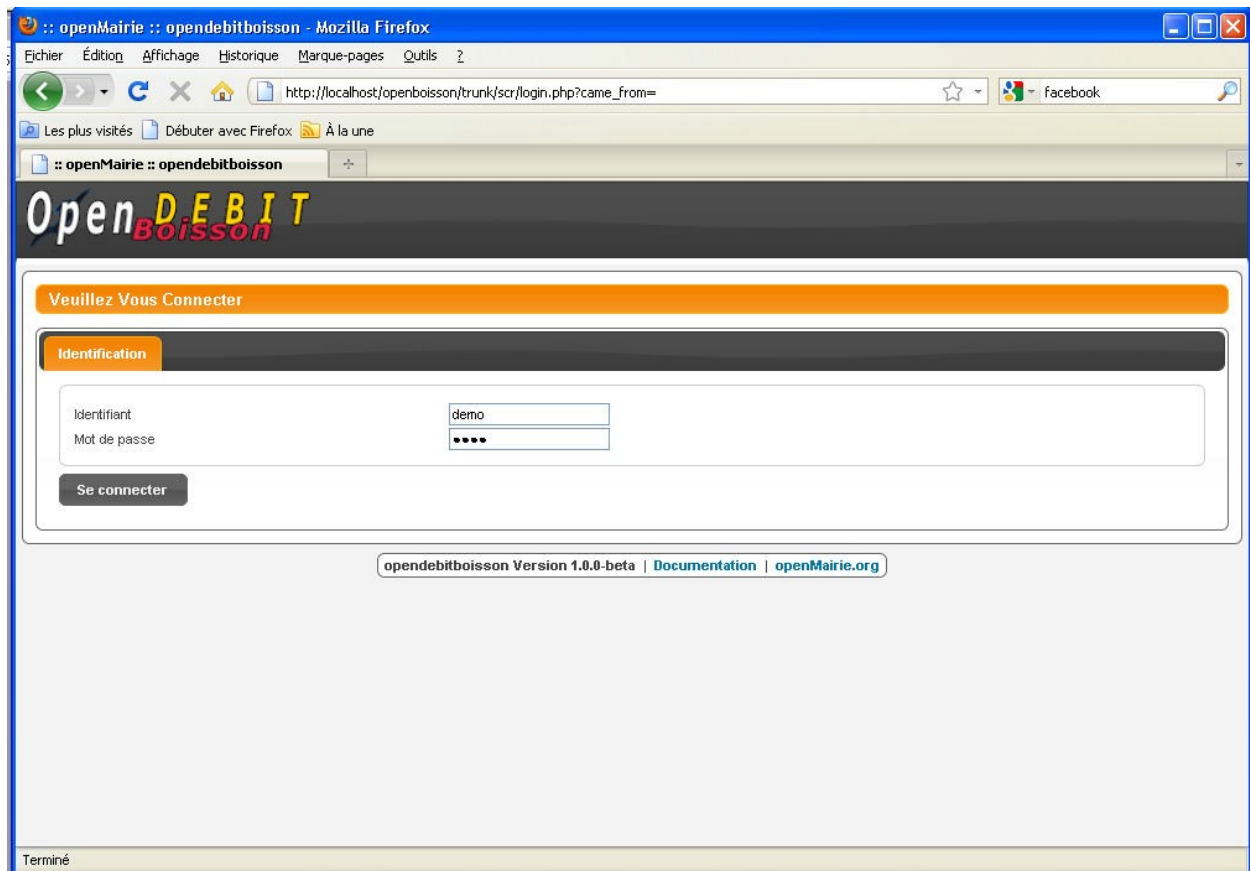 :: openMairie :: opendebitboisson - Mozilla Firefox
Fichier Édition Affichage Historique Marque-pages Outils ?
http://localhost/openboisson/trunk/scr/login.php?came_from=
facebook
Les plus visités Débuter avec Firefox À la une
:: openMairie :: opendebitboisson
Open DEBIT
Boisson
Veuillez Vous Connecter
Identification
Identifiant demo
Mot de passe ••••
Se connecter
opendebitboisson Version 1.0.0-beta | Documentation | openMairie.org
Terminé